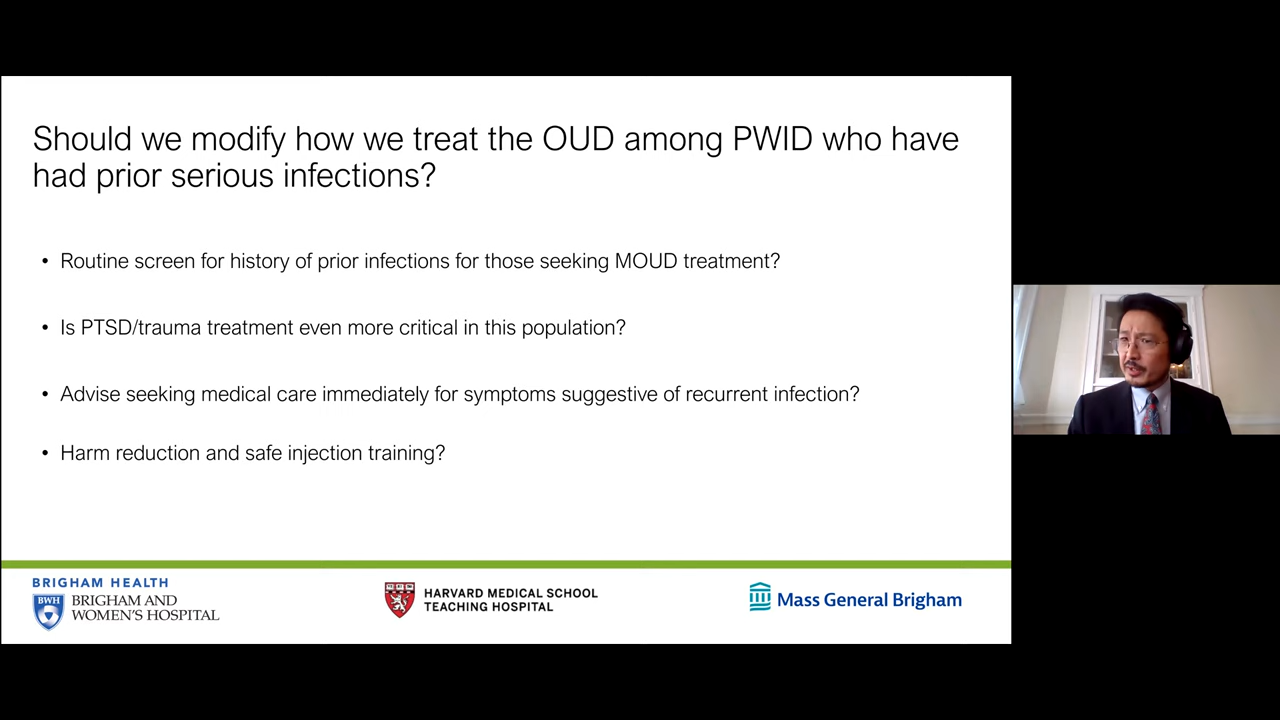 Should we modify how we treat the OUD among PWID who have
had prior serious infections?
• Routine screen for history of prior infections for those seeking MOUD treatment?
• Is PTSD/trauma treatment even more critical in this population?
• Advise seeking medical care immediately for symptoms suggestive of recurrent infection?
• Harm reduction and safe injection training?
BRIGHAM HEALTH
BWH
BRIGHAM AND
WOMEN'S HOSPITAL
HARVARD MEDICAL SCHOOL
TEACHING HOSPITAL
Mass General Brigham